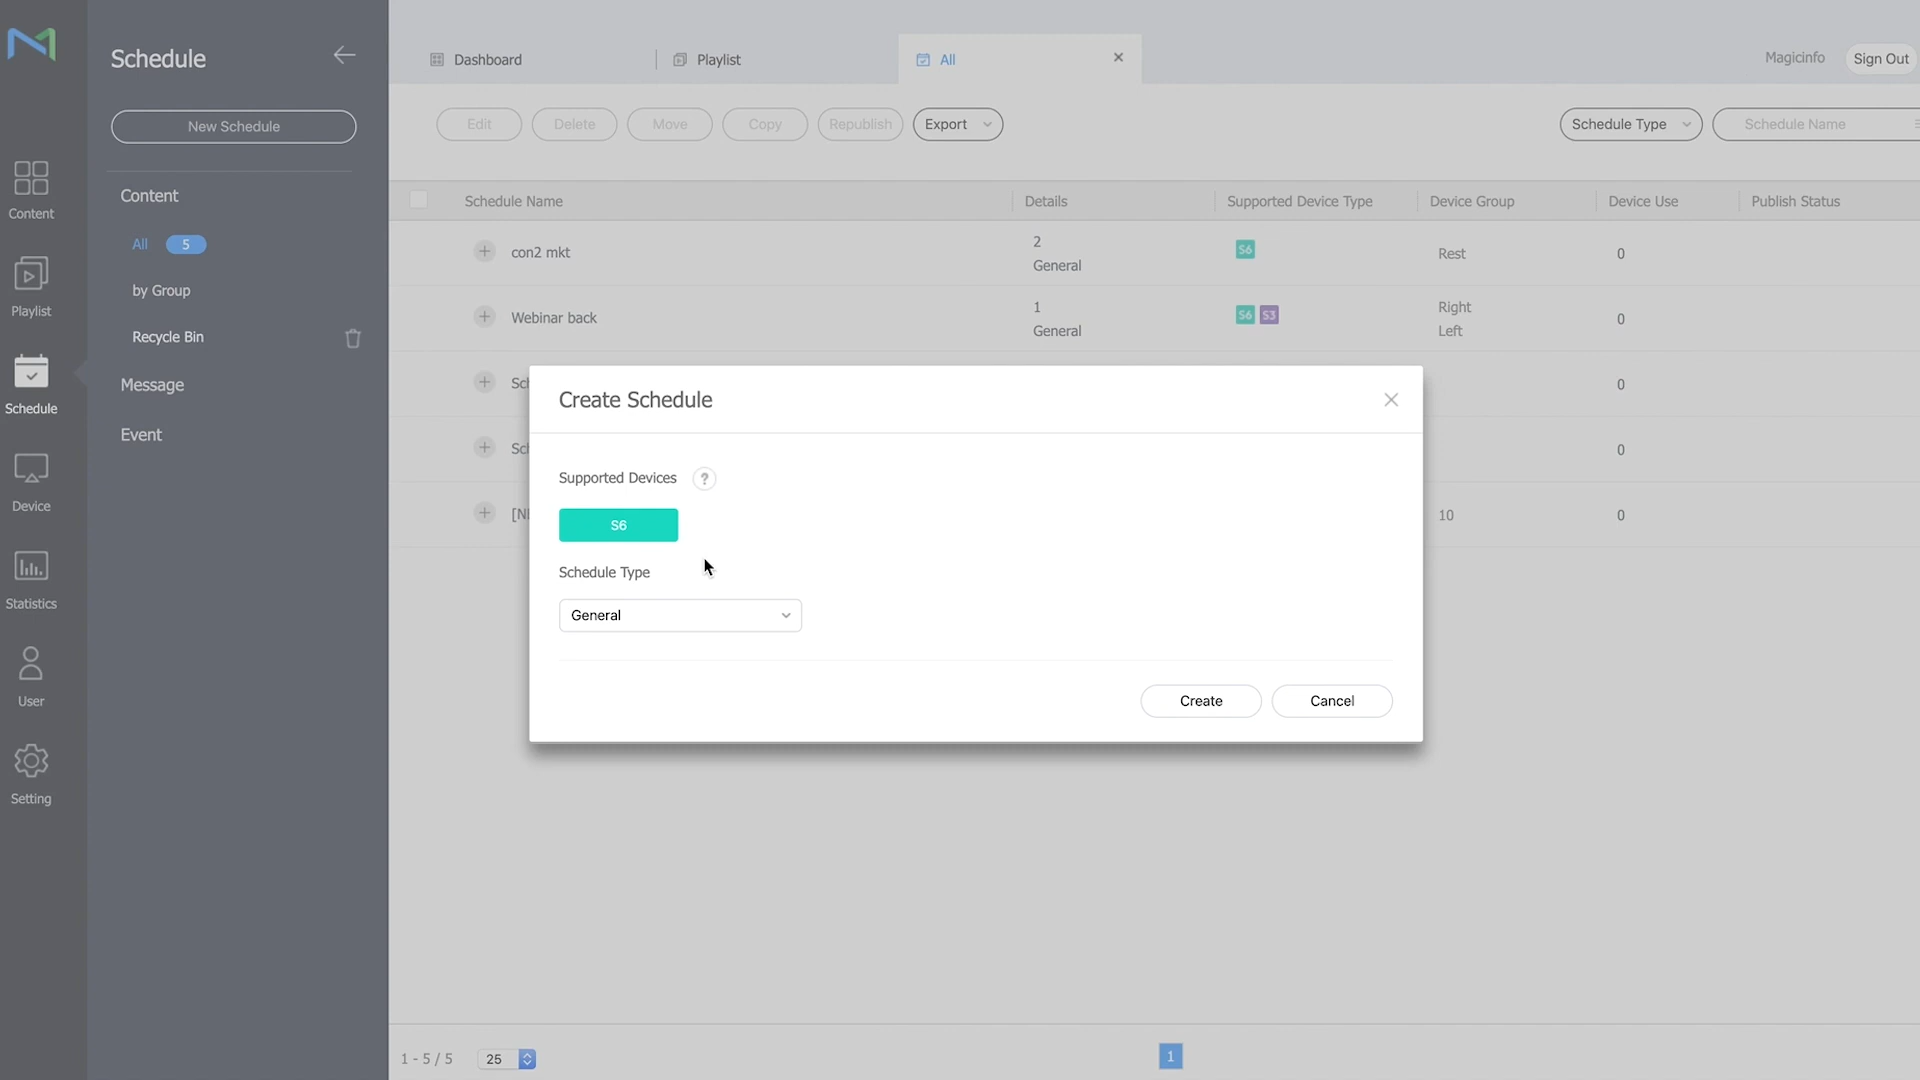 Schedule
New Schedule
Content
All 5
by Group
Recycle Bin
Message
Event
Content
Playlist
Schedule
Device
Statistics
User
Setting
Dashboard
Playlist
All
Magicinfo
Sign Out
Edit
Delete
Move
Copy
Republish
Export
Schedule Type
Schedule Name
Schedule Name Details Supported Device Type Device Group Device Use Publish Status
con2 mkt 2 General S6 Rest 0
Webinar back 1 General S6 S3 Right Left 0
Sc 0
Sc 0
[N 10 0
Create Schedule
Supported Devices ?
S6
Schedule Type
General
Create
Cancel
1 - 5 / 5
25
1